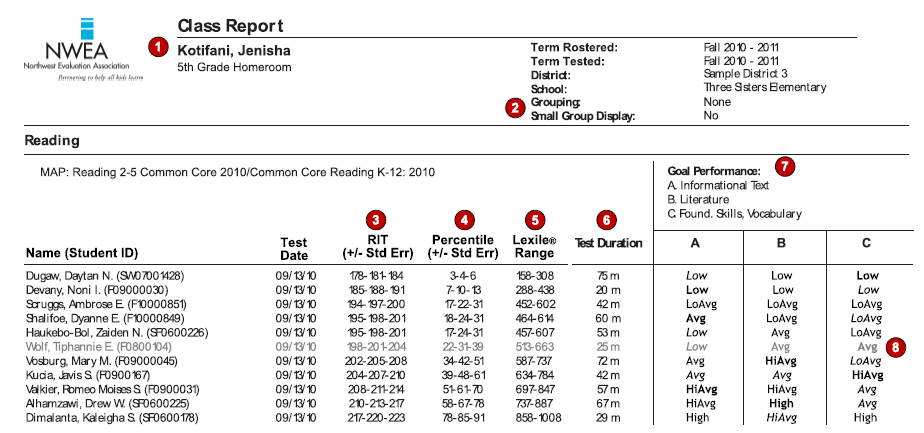 Class Report
NWEA
Northwest Evaluation Association
Partnering to help all kids learn
1
Kotifani, Jenisha
5th Grade Homeroom
Term Rostered: Fall 2010 - 2011
Term Tested: Fall 2010 - 2011
District: Sample District 3
School: Three Sisters Elementary
2
Grouping: None
Small Group Display: No
Reading
MAP: Reading 2-5 Common Core 2010/Common Core Reading K-12: 2010
Goal Performance: 7
A. Informational Text
B. Literature
C. Found. Skills, Vocabulary
3 4 5 6
Name (Student ID) Test Date RIT (+/- Std Err) Percentile (+/- Std Err) Lexile® Range Test Duration A B C
Dugaw, Daytan N. (SW07001428) 09/13/10 178-181-184 3-4-6 158-308 75 m Low Low Low
Devany, Noni I. (F09000030) 09/13/10 185-188-191 7-10-13 288-438 20 m Low Low Low
Scruggs, Ambrose E. (F10000851) 09/13/10 194-197-200 17-22-31 452-602 42 m LoAvg LoAvg LoAvg
Shalifoe, Dyanne E. (F10000849) 09/13/10 195-198-201 18-24-31 464-614 60 m Avg LoAvg LoAvg
Haukebo-Bol, Zaiden N. (SF0600226) 09/13/10 195-198-201 17-24-31 457-607 53 m Low Avg LoAvg
Wolf, Tiphannie E. (F0800104) 09/13/10 198-201-204 22-31-39 513-663 25 m Low Avg Avg 8
Vosburg, Mary M. (F09000045) 09/13/10 202-205-208 34-42-51 587-737 72 m Avg HiAvg LoAvg
Kucia, Javis S. (F0900167) 09/13/10 204-207-210 39-48-61 634-784 42 m Avg Avg HiAvg
Valkier, Romeo Moises S. (F0900031) 09/13/10 208-211-214 51-61-70 697-847 57 m HiAvg HiAvg Avg
Alhamzawi, Drew W. (SF0600225) 09/13/10 210-213-217 58-67-78 737-887 67 m HiAvg High Avg
Dimalanta, Kaleigha S. (SF0600178) 09/13/10 217-220-223 78-85-91 858-1008 29 m High HiAvg High